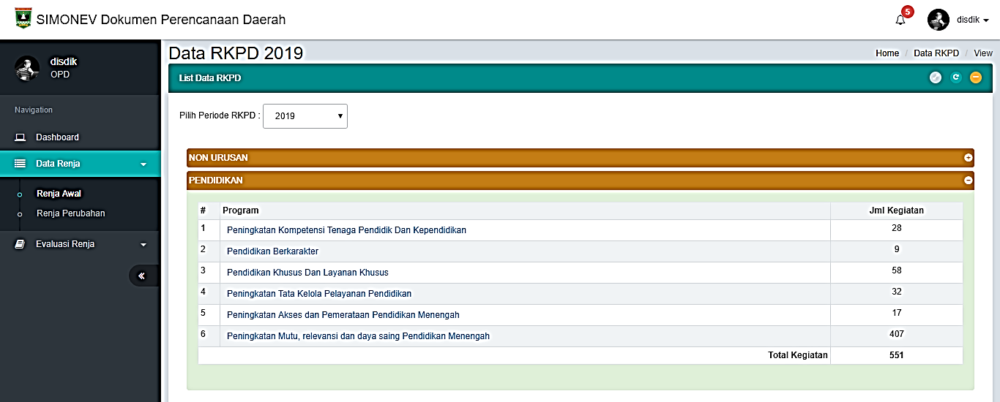 SIMONEV Dokumen Perencanaan Daerah
5
disdik
disdik
OPD
Navigation
Dashboard
Data Renja
Renja Awal
Renja Perubahan
Evaluasi Renja
Data RKPD 2019
Home / Data RKPD / View
List Data RKPD
Pilih Periode RKPD : 2019
NON URUSAN
PENDIDIKAN
# Program Jml Kegiatan
1 Peningkatan Kompetensi Tenaga Pendidik Dan Kependidikan 28
2 Pendidikan Berkarakter 9
3 Pendidikan Khusus Dan Layanan Khusus 58
4 Peningkatan Tata Kelola Pelayanan Pendidikan 32
5 Peningkatan Akses dan Pemerataan Pendidikan Menengah 17
6 Peningkatan Mutu, relevansi dan daya saing Pendidikan Menengah 407
Total Kegiatan 551